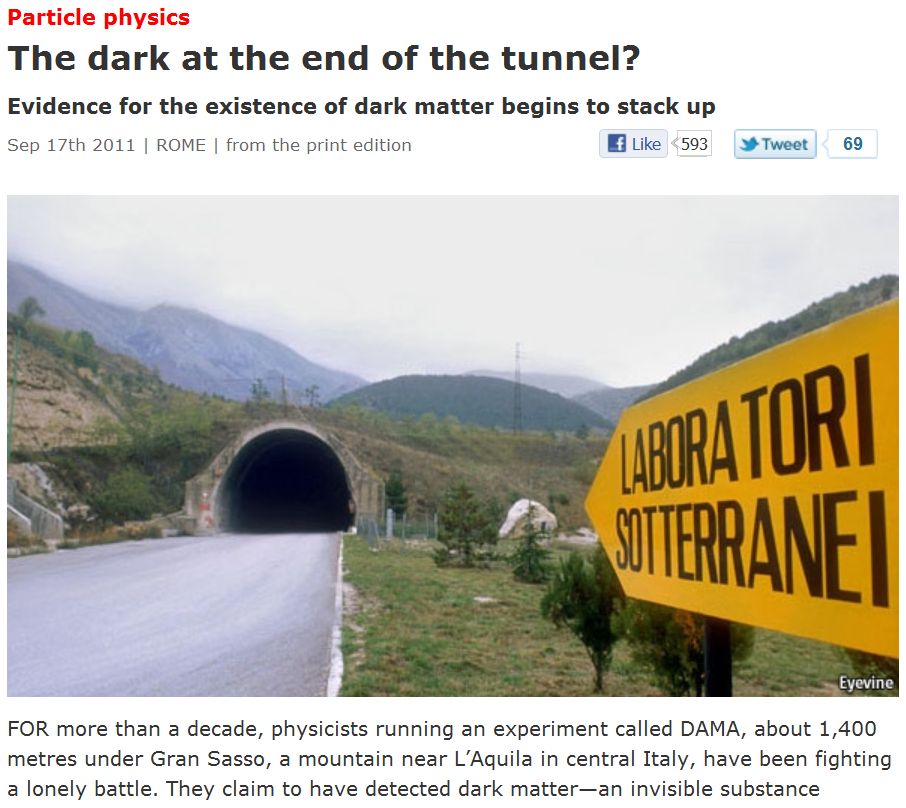 Particle physics
The dark at the end of the tunnel?
Evidence for the existence of dark matter begins to stack up
Sep 17th 2011 | ROME | from the print edition
Like 593 Tweet 69
LABORATORI
SOTTERRANEI
Eyevine
FOR more than a decade, physicists running an experiment called DAMA, about 1,400
metres under Gran Sasso, a mountain near L’Aquila in central Italy, have been fighting
a lonely battle. They claim to have detected dark matter—an invisible substance